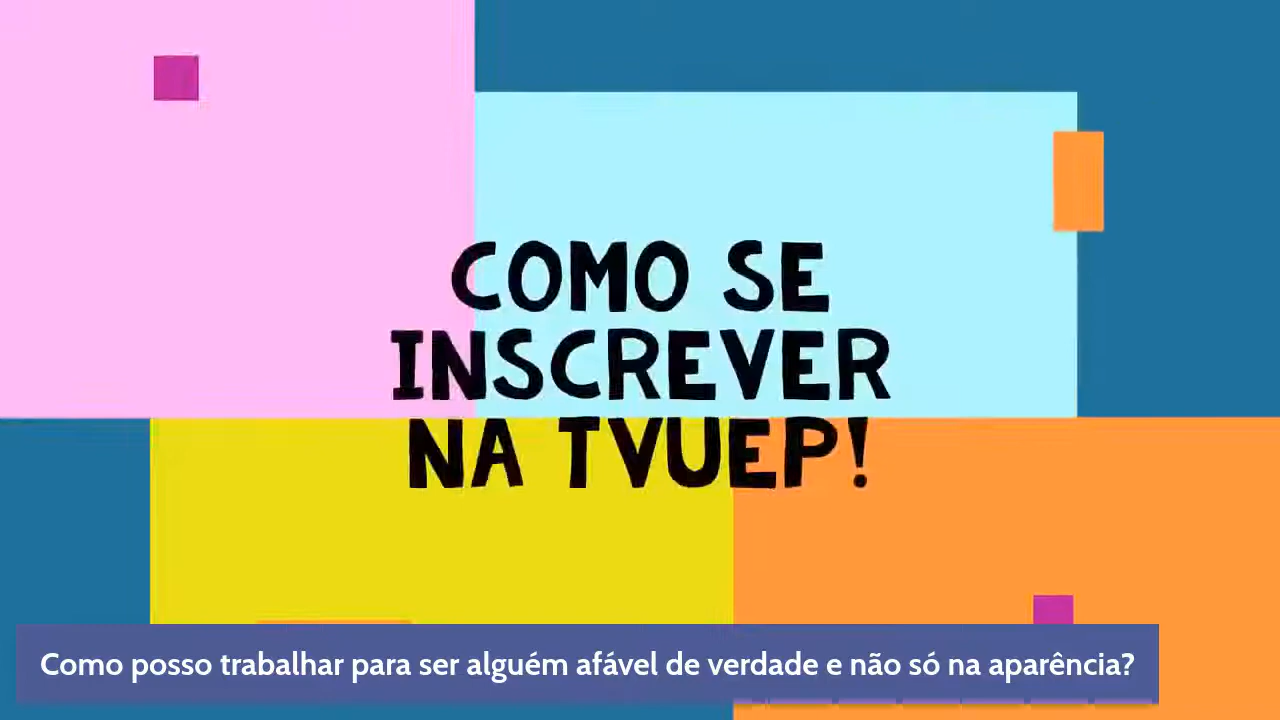 COMO SE
INSCREVER
NA TVUEP!
Como posso trabalhar para ser alguém afável de verdade e não só na aparência?